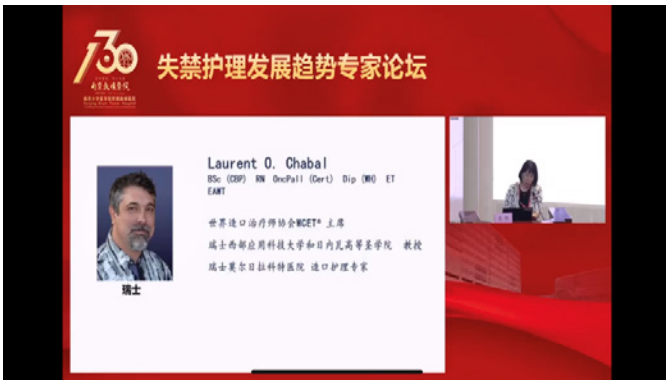 130
失禁护理发展趋势专家论坛
Laurent O. Chabal
BSc (CBP) RN OncPall (Cert) Dip (WH) ET
EAWT
世界造口治疗师协会WCET® 主席
瑞士西部应用科技大学和日内瓦高等圣学院 教授
瑞士莫尔日拉科特医院 造口护理专家
瑞士